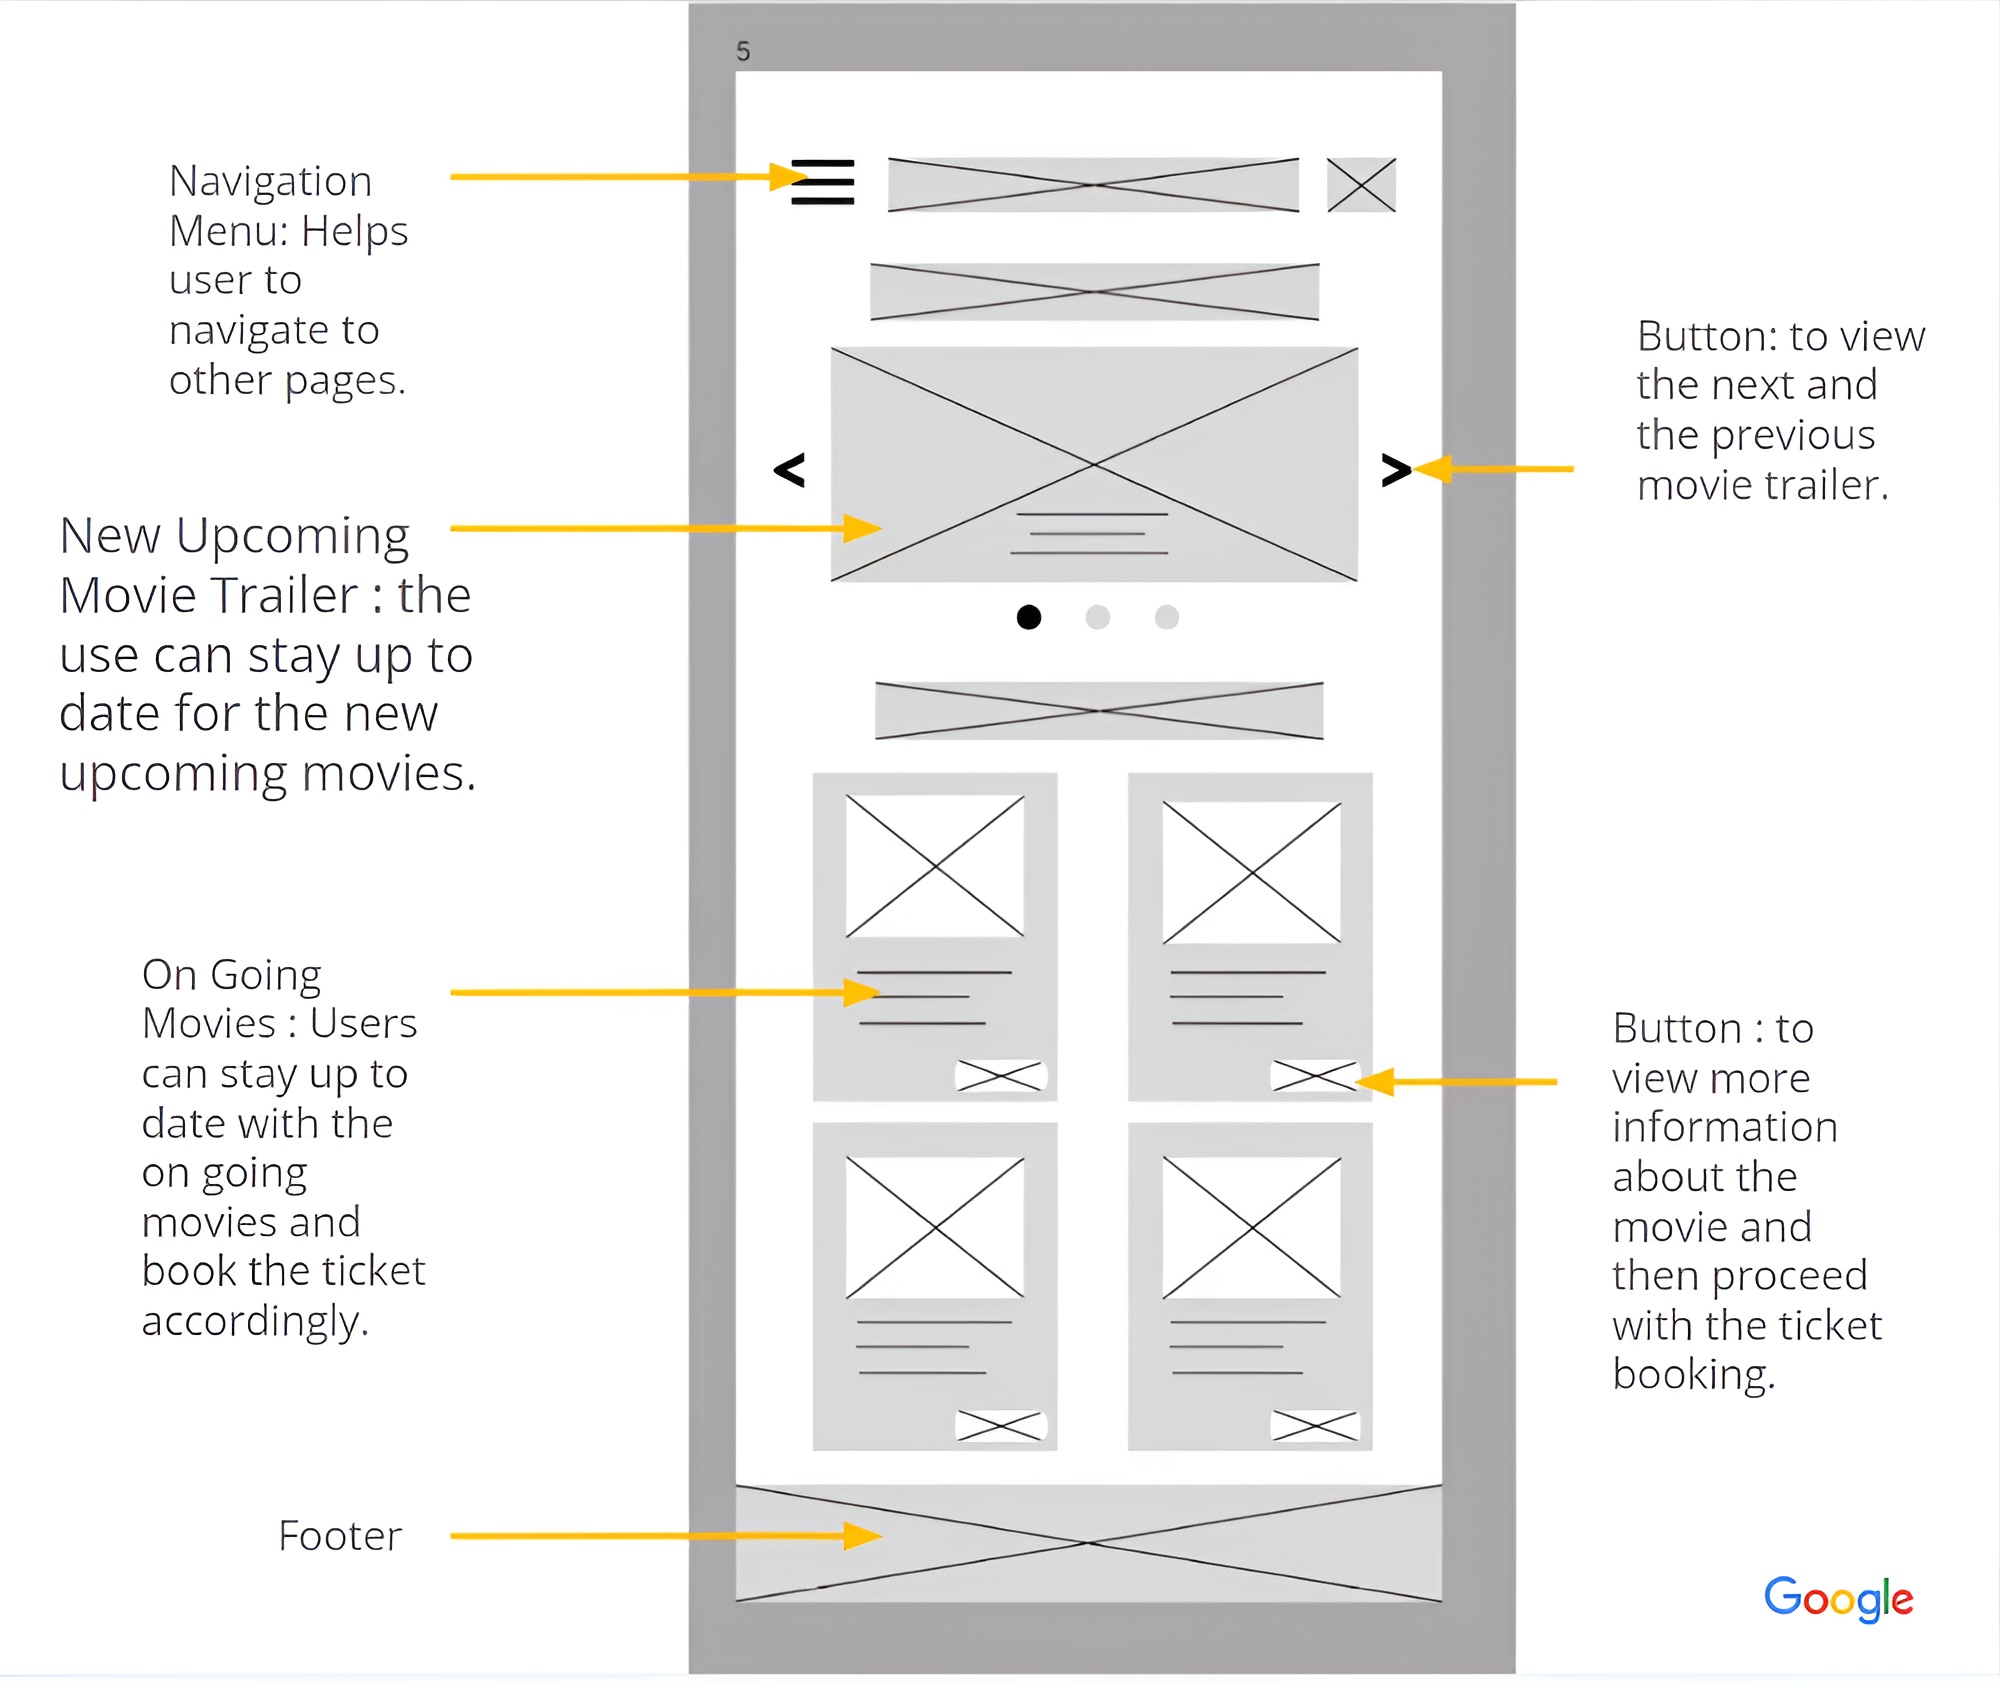 5
Navigation
Menu: Helps
user to
navigate to
other pages.
Button: to view
the next and
the previous
movie trailer.
<
>
New Upcoming
Movie Trailer : the
use can stay up to
date for the new
upcoming movies.
On Going
Movies : Users
can stay up to
date with the
on going
movies and
book the ticket
accordingly.
Button : to
view more
information
about the
movie and
then proceed
with the ticket
booking.
Footer
Google